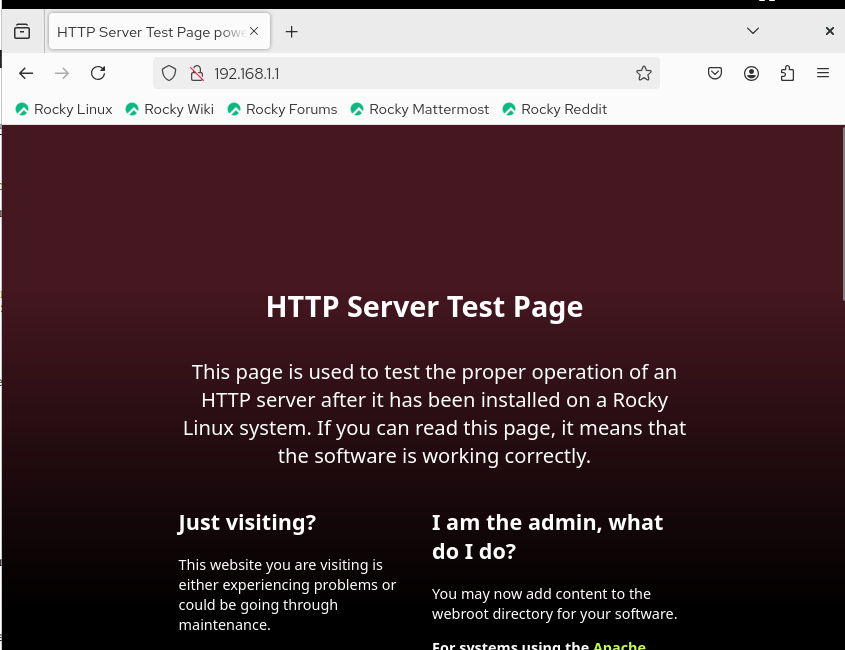 HTTP Server Test Page powe
192.168.1.1
Rocky Linux Rocky Wiki Rocky Forums Rocky Mattermost Rocky Reddit
HTTP Server Test Page
This page is used to test the proper operation of an
HTTP server after it has been installed on a Rocky
Linux system. If you can read this page, it means that
the software is working correctly.
Just visiting?
This website you are visiting is
either experiencing problems or
could be going through
maintenance.
I am the admin, what
do I do?
You may now add content to the
webroot directory for your software.
For systems using the Apache